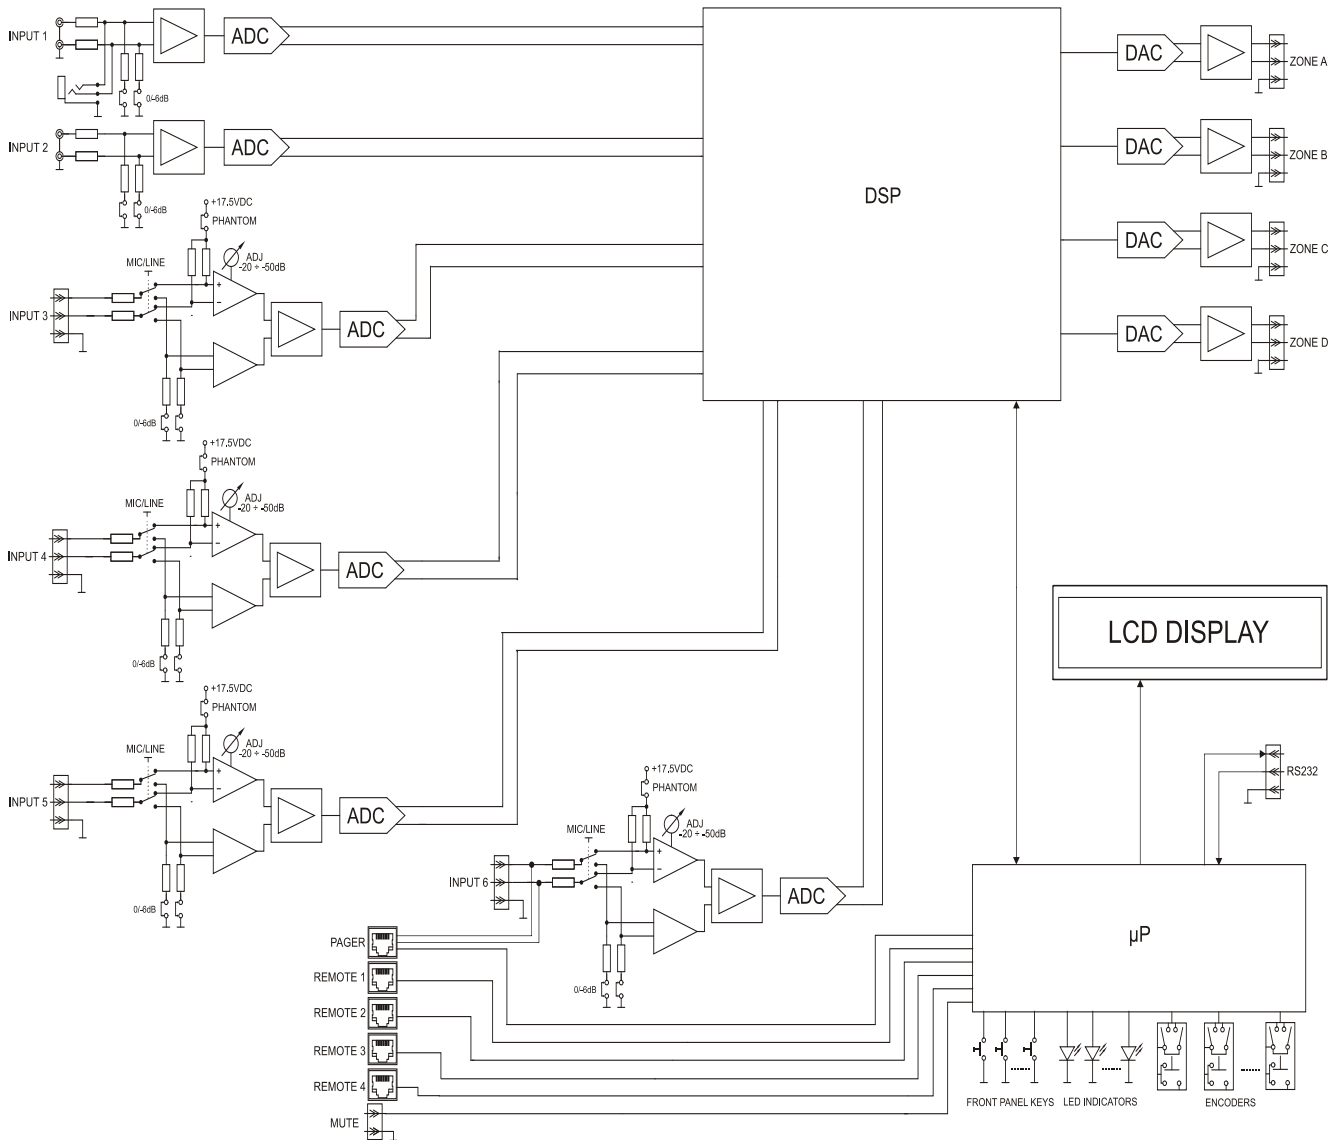 INPUT 1
ADC
0/-6dB
INPUT 2
ADC
0/-6dB
DSP
DAC
ZONE A
DAC
ZONE B
DAC
ZONE C
DAC
ZONE D
+17.5VDC
PHANTOM
MIC/LINE
ADJ
-20 ÷ -50dB
+
−
INPUT 3
ADC
0/-6dB
+17.5VDC
PHANTOM
MIC/LINE
ADJ
-20 ÷ -50dB
+
−
INPUT 4
ADC
0/-6dB
+17.5VDC
PHANTOM
MIC/LINE
ADJ
-20 ÷ -50dB
+
−
INPUT 5
ADC
0/-6dB
+17.5VDC
PHANTOM
MIC/LINE
ADJ
-20 ÷ -50dB
+
−
INPUT 6
ADC
0/-6dB
LCD DISPLAY
RS232
µP
PAGER
REMOTE 1
REMOTE 2
REMOTE 3
REMOTE 4
MUTE
FRONT PANEL KEYS
LED INDICATORS
ENCODERS